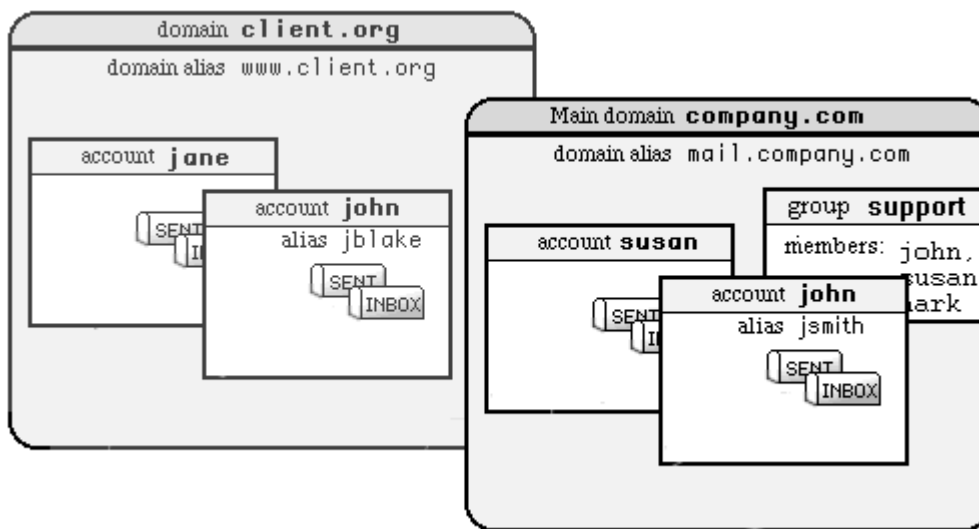 domain client.org
domain alias www.client.org
account jane
SENT
account john
alias jblake
SENT
INBOX
Main domain company.com
domain alias mail.company.com
group support
members: john,
susan
account susan
SENT
account john
alias jsmith
SENT
INBOX